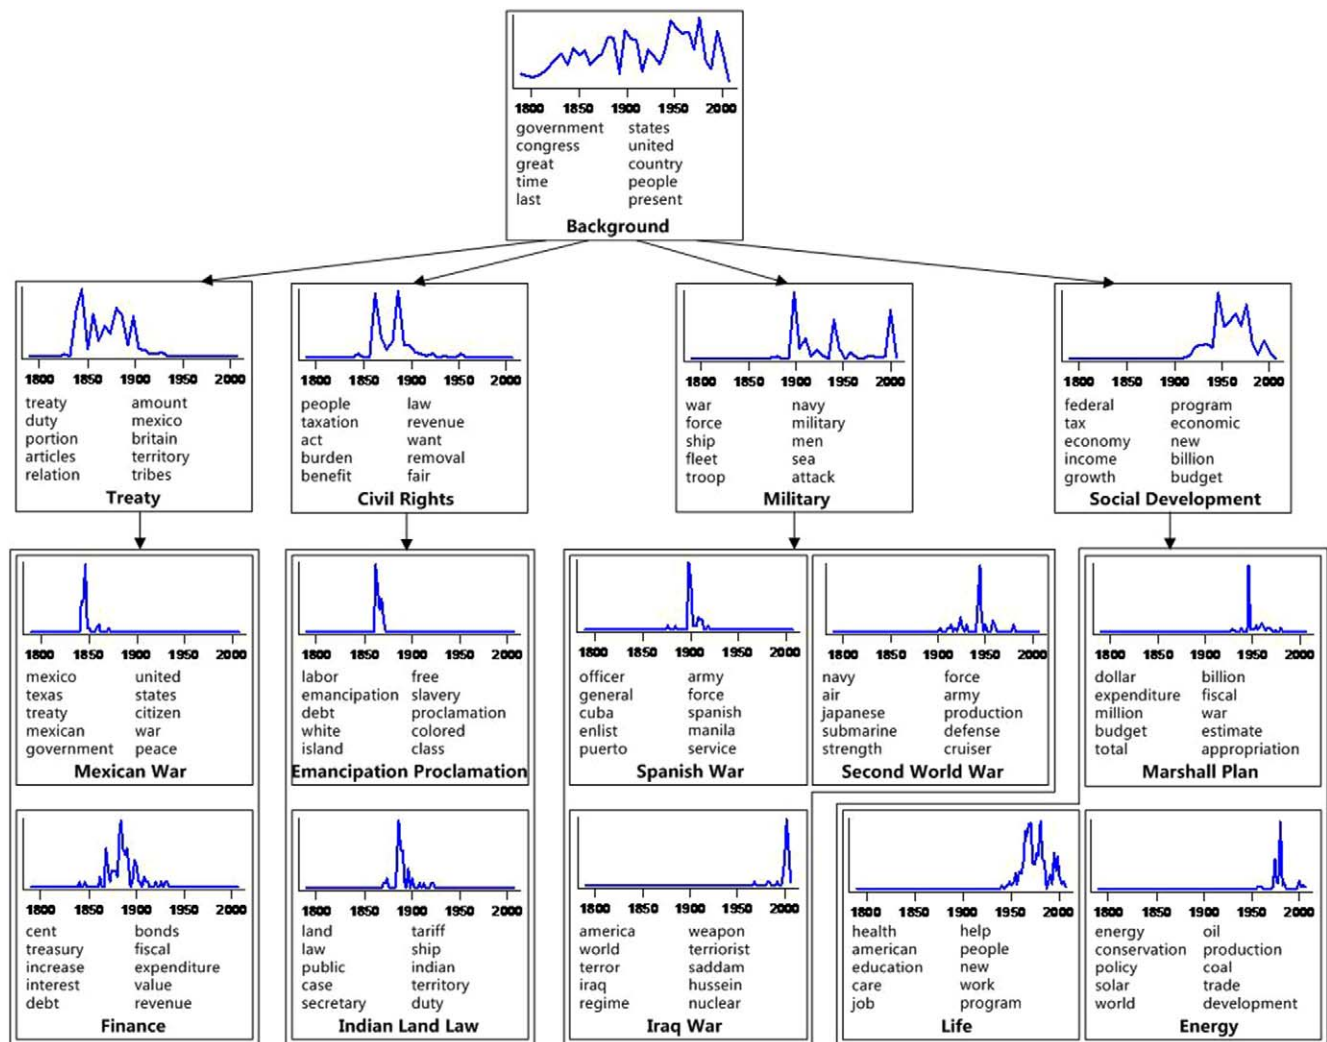 1800 1850 1900 1950 2000
government states
congress united
great country
time people
last present
Background
1800 1850 1900 1950 2000
treaty amount
duty mexico
portion britain
articles territory
relation tribes
Treaty
1800 1850 1900 1950 2000
people law
taxation revenue
act want
burden removal
benefit fair
Civil Rights
1800 1850 1900 1950 2000
war navy
force military
ship men
fleet sea
troop attack
Military
1800 1850 1900 1950 2000
federal program
tax economic
economy new
income billion
growth budget
Social Development
1800 1850 1900 1950 2000
mexico united
texas states
treaty citizen
mexican war
government peace
Mexican War
1800 1850 1900 1950 2000
labor free
emancipation slavery
debt proclamation
white colored
island class
Emancipation Proclamation
1800 1850 1900 1950 2000
officer army
general force
cuba spanish
enlist manila
puerto service
Spanish War
1800 1850 1900 1950 2000
navy force
air army
japanese production
submarine defense
strength cruiser
Second World War
1800 1850 1900 1950 2000
dollar billion
expenditure fiscal
million war
budget estimate
total appropriation
Marshall Plan
1800 1850 1900 1950 2000
cent bonds
treasury fiscal
increase expenditure
interest value
debt revenue
Finance
1800 1850 1900 1950 2000
land tariff
law ship
public indian
case territory
secretary duty
Indian Land Law
1800 1850 1900 1950 2000
america weapon
world terriorist
terror saddam
iraq hussein
regime nuclear
Iraq War
1800 1850 1900 1950 2000
health help
american people
education new
care work
job program
Life
1800 1850 1900 1950 2000
energy oil
conservation production
policy coal
solar trade
world development
Energy